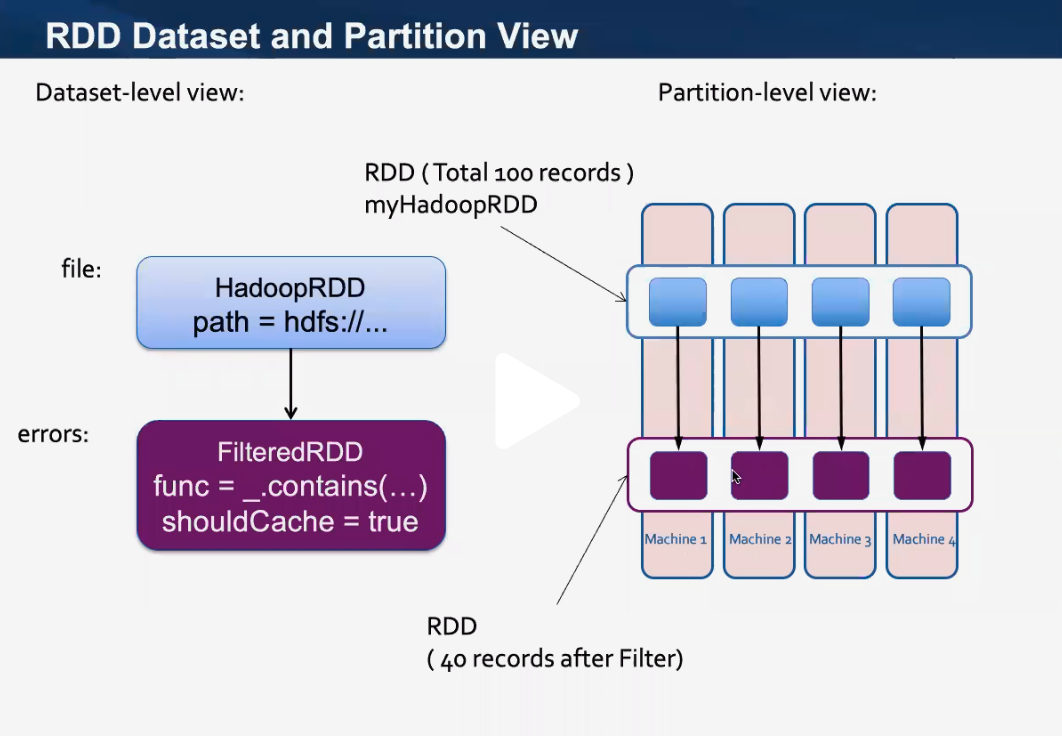 RDD Dataset and Partition View
Dataset-level view:
Partition-level view:
RDD ( Total 100 records )
myHadoopRDD
file:
HadoopRDD
path = hdfs://...
errors:
FilteredRDD
func = _.contains(...)
shouldCache = true
Machine 1
Machine 2
Machine 3
Machine 4
RDD
( 40 records after Filter)